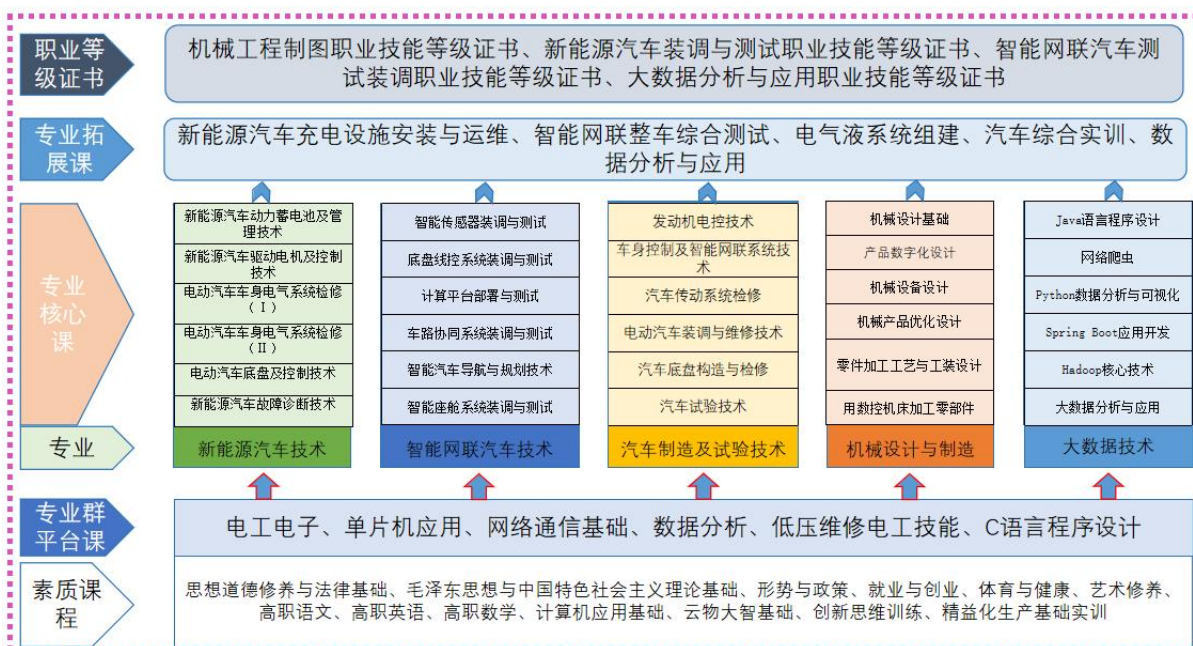 职业等
级证书
机械工程制图职业技能等级证书、新能源汽车装调与测试职业技能等级证书、智能网联汽车测
试装调职业技能等级证书、大数据分析与应用职业技能等级证书
专业拓
展课
新能源汽车充电设施安装与运维、智能网联整车综合测试、电气液系统组建、汽车综合实训、数
据分析与应用
专业
核心
课
新能源汽车动力蓄电池及管
理技术
新能源汽车驱动电机及控制
技术
电动汽车车身电气系统检修
(I)
电动汽车车身电气系统检修
(II)
电动汽车底盘及控制技术
新能源汽车故障诊断技术
智能传感器装调与测试
底盘线控系统装调与测试
计算平台部署与测试
车路协同系统装调与测试
智能汽车导航与规划技术
智能座舱系统装调与测试
发动机电控技术
车身控制及智能网联系统技
术
汽车传动系统检修
电动汽车装调与维修技术
汽车底盘构造与检修
汽车试验技术
机械设计基础
产品数字化设计
机械设备设计
机械产品优化设计
零件加工工艺与工装设计
用数控机床加工零部件
Java语言程序设计
网络爬虫
Python数据分析与可视化
Spring Boot应用开发
Hadoop核心技术
大数据分析与应用
专业
新能源汽车技术
智能网联汽车技术
汽车制造及试验技术
机械设计与制造
大数据技术
专业群
平台课
电工电子、单片机应用、网络通信基础、数据分析、低压维修电工技能、C语言程序设计
素质课
程
思想道德修养与法律基础、毛泽东思想与中国特色社会主义理论基础、形势与政策、就业与创业、体育与健康、艺术修养、
高职语文、高职英语、高职数学、计算机应用基础、云物大智基础、创新思维训练、精益化生产基础实训